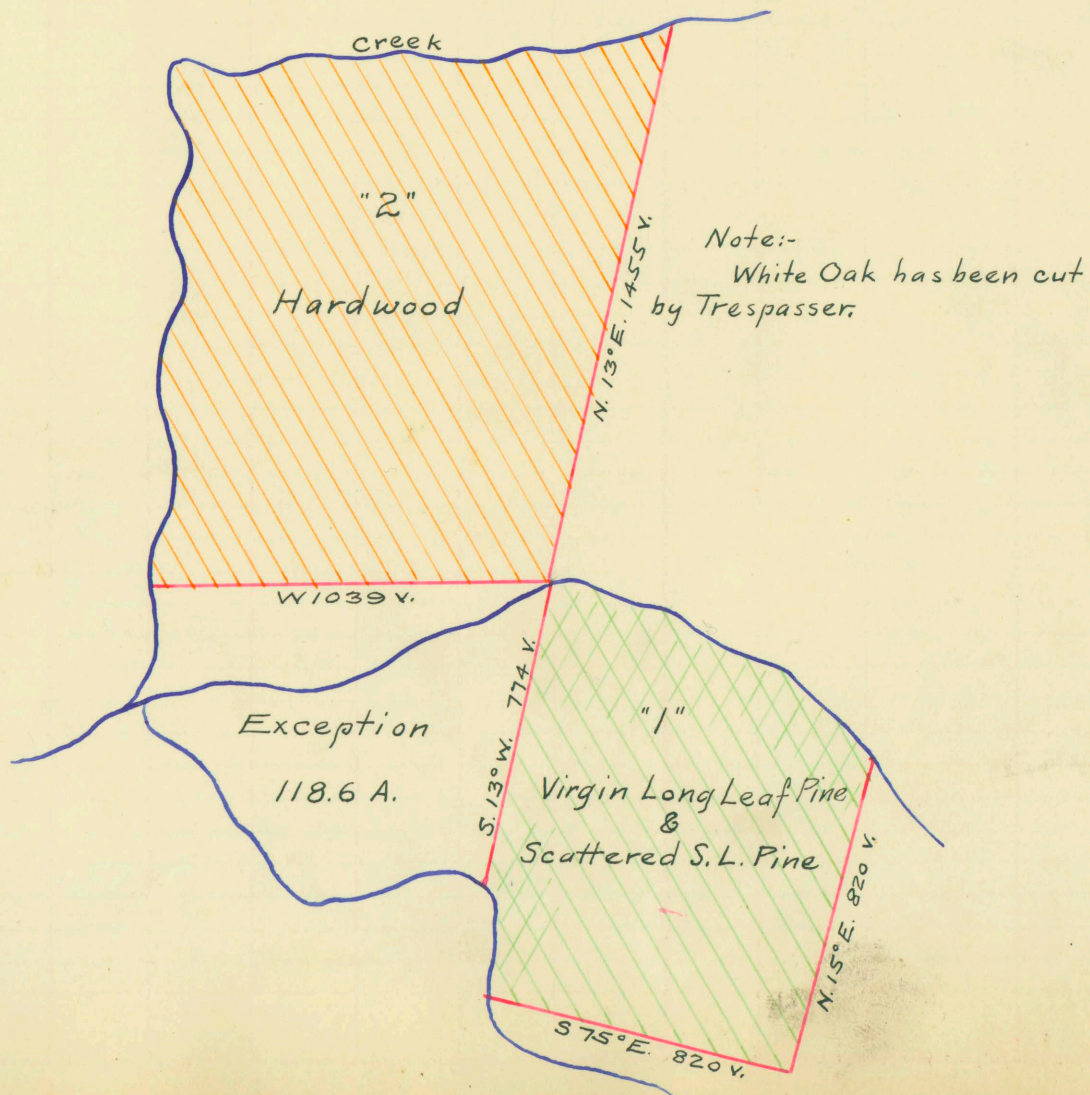 Creek
"2"
Hardwood
N. 13° E. 1455 V.
Note:-
White Oak has been cut
by Trespasser.
W 1039 V.
S. 13° W. 774 V.
Exception
118.6 A.
"1"
Virgin Long Leaf Pine
&
Scattered S. L. Pine
N. 15° E. 820 V.
S 75° E. 820 V.